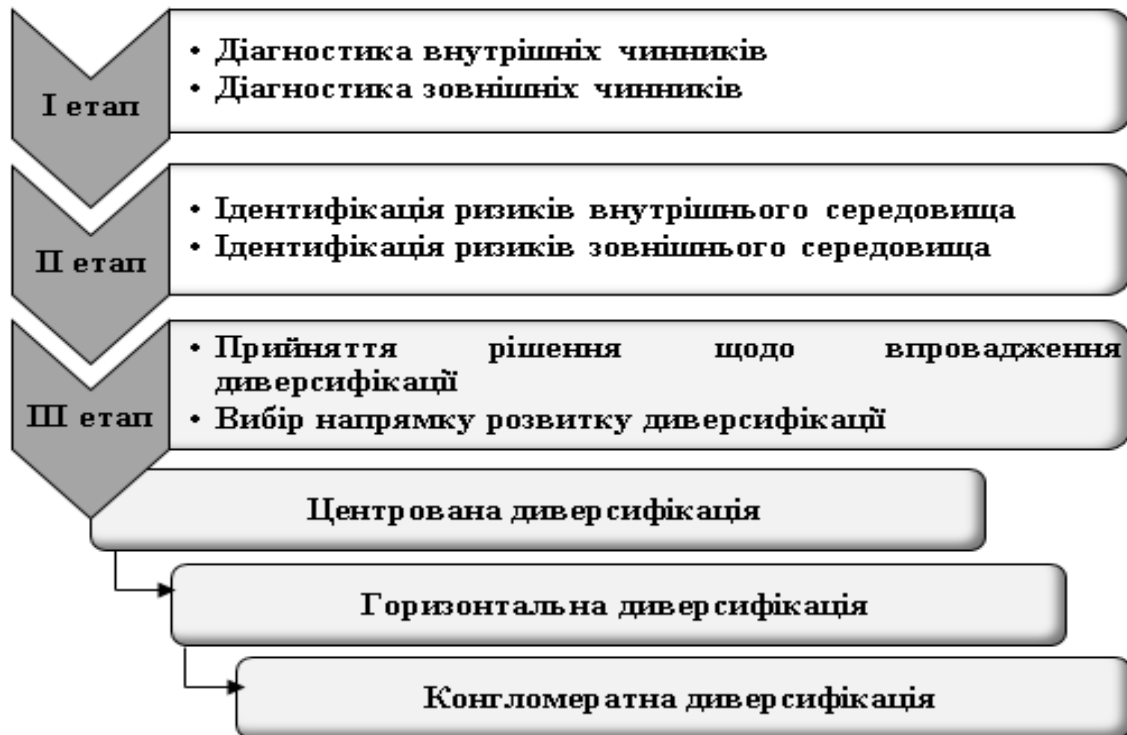 І етап
• Діагностика внутрішніх чинників
• Діагностика зовнішніх чинників
ІІ етап
• Ідентифікація ризиків внутрішнього середовища
• Ідентифікація ризиків зовнішнього середовища
ІІІ етап
• Прийняття рішення щодо впровадження
диверсифікації
• Вибір напрямку розвитку диверсифікації
Центрована диверсифікація
Горизонтальна диверсифікація
Конгломератна диверсифікація